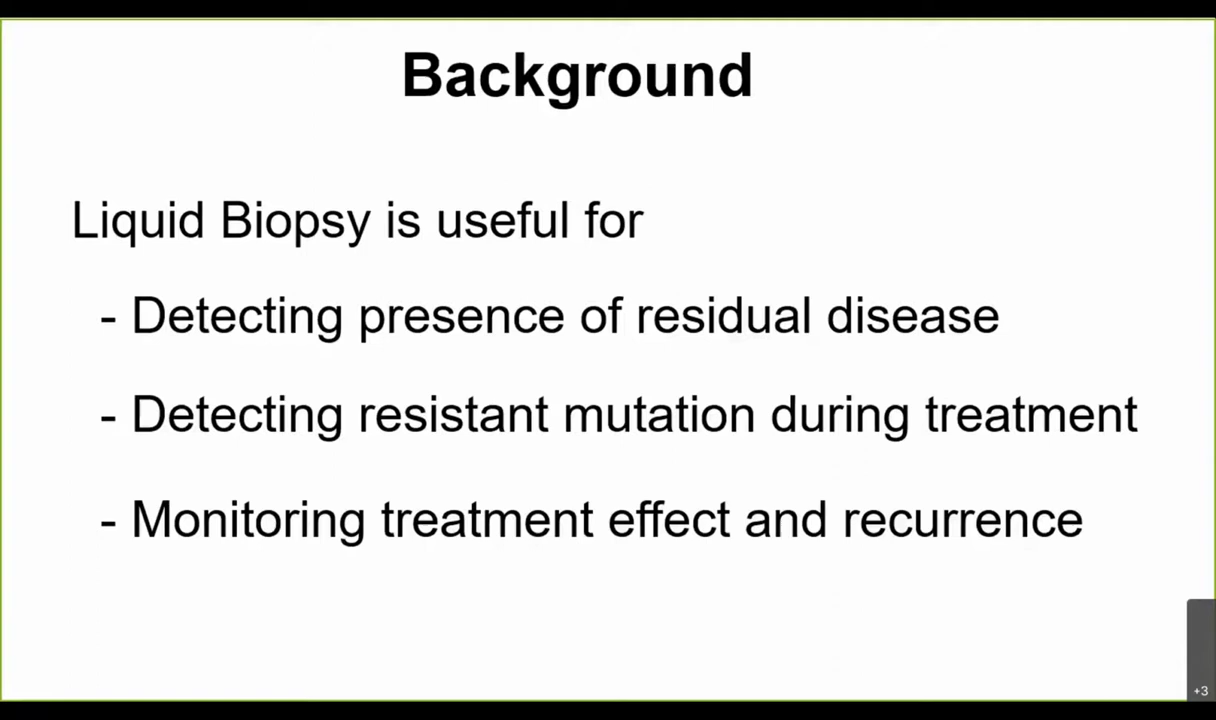 Background
Liquid Biopsy is useful for
- Detecting presence of residual disease
- Detecting resistant mutation during treatment
- Monitoring treatment effect and recurrence
+3